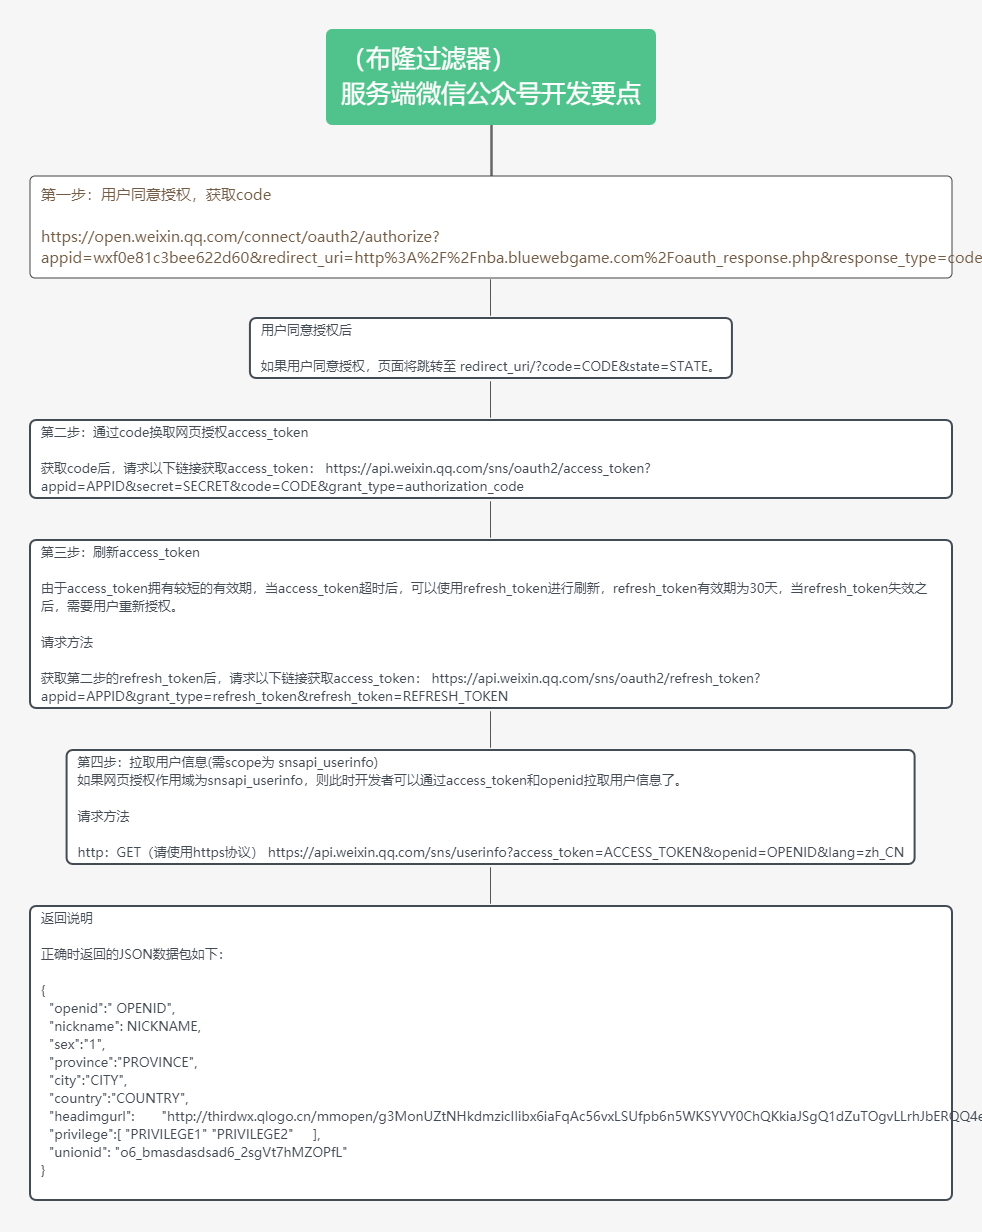 （布隆过滤器）
服务端微信公众号开发要点
第一步：用户同意授权，获取code
https://open.weixin.qq.com/connect/oauth2/authorize?
appid=wxf0e81c3bee622d60&redirect_uri=http%3A%2F%2Fnba.bluewebgame.com%2Foauth_response.php&response_type=code
用户同意授权后
如果用户同意授权，页面将跳转至 redirect_uri/?code=CODE&state=STATE。
第二步：通过code换取网页授权access_token
获取code后，请求以下链接获取access_token： https://api.weixin.qq.com/sns/oauth2/access_token?
appid=APPID&secret=SECRET&code=CODE&grant_type=authorization_code
第三步：刷新access_token
由于access_token拥有较短的有效期，当access_token超时后，可以使用refresh_token进行刷新，refresh_token有效期为30天，当refresh_token失效之
后，需要用户重新授权。
请求方法
获取第二步的refresh_token后，请求以下链接获取access_token： https://api.weixin.qq.com/sns/oauth2/refresh_token?
appid=APPID&grant_type=refresh_token&refresh_token=REFRESH_TOKEN
第四步：拉取用户信息(需scope为 snsapi_userinfo)
如果网页授权作用域为snsapi_userinfo，则此时开发者可以通过access_token和openid拉取用户信息了。
请求方法
http：GET（请使用https协议） https://api.weixin.qq.com/sns/userinfo?access_token=ACCESS_TOKEN&openid=OPENID&lang=zh_CN
返回说明
正确时返回的JSON数据包如下：
{
"openid":" OPENID",
"nickname": NICKNAME,
"sex":"1",
"province":"PROVINCE",
"city":"CITY",
"country":"COUNTRY",
"headimgurl": "http://thirdwx.qlogo.cn/mmopen/g3MonUZtNHkdmzicIlibx6iaFqAc56vxLSUfpb6n5WKSYVY0ChQKkiaJSgQ1dZuTOgvLLrhJbERQQ4e
"privilege":[ "PRIVILEGE1" "PRIVILEGE2" ],
"unionid": "o6_bmasdasdsad6_2sgVt7hMZOPfL"
}